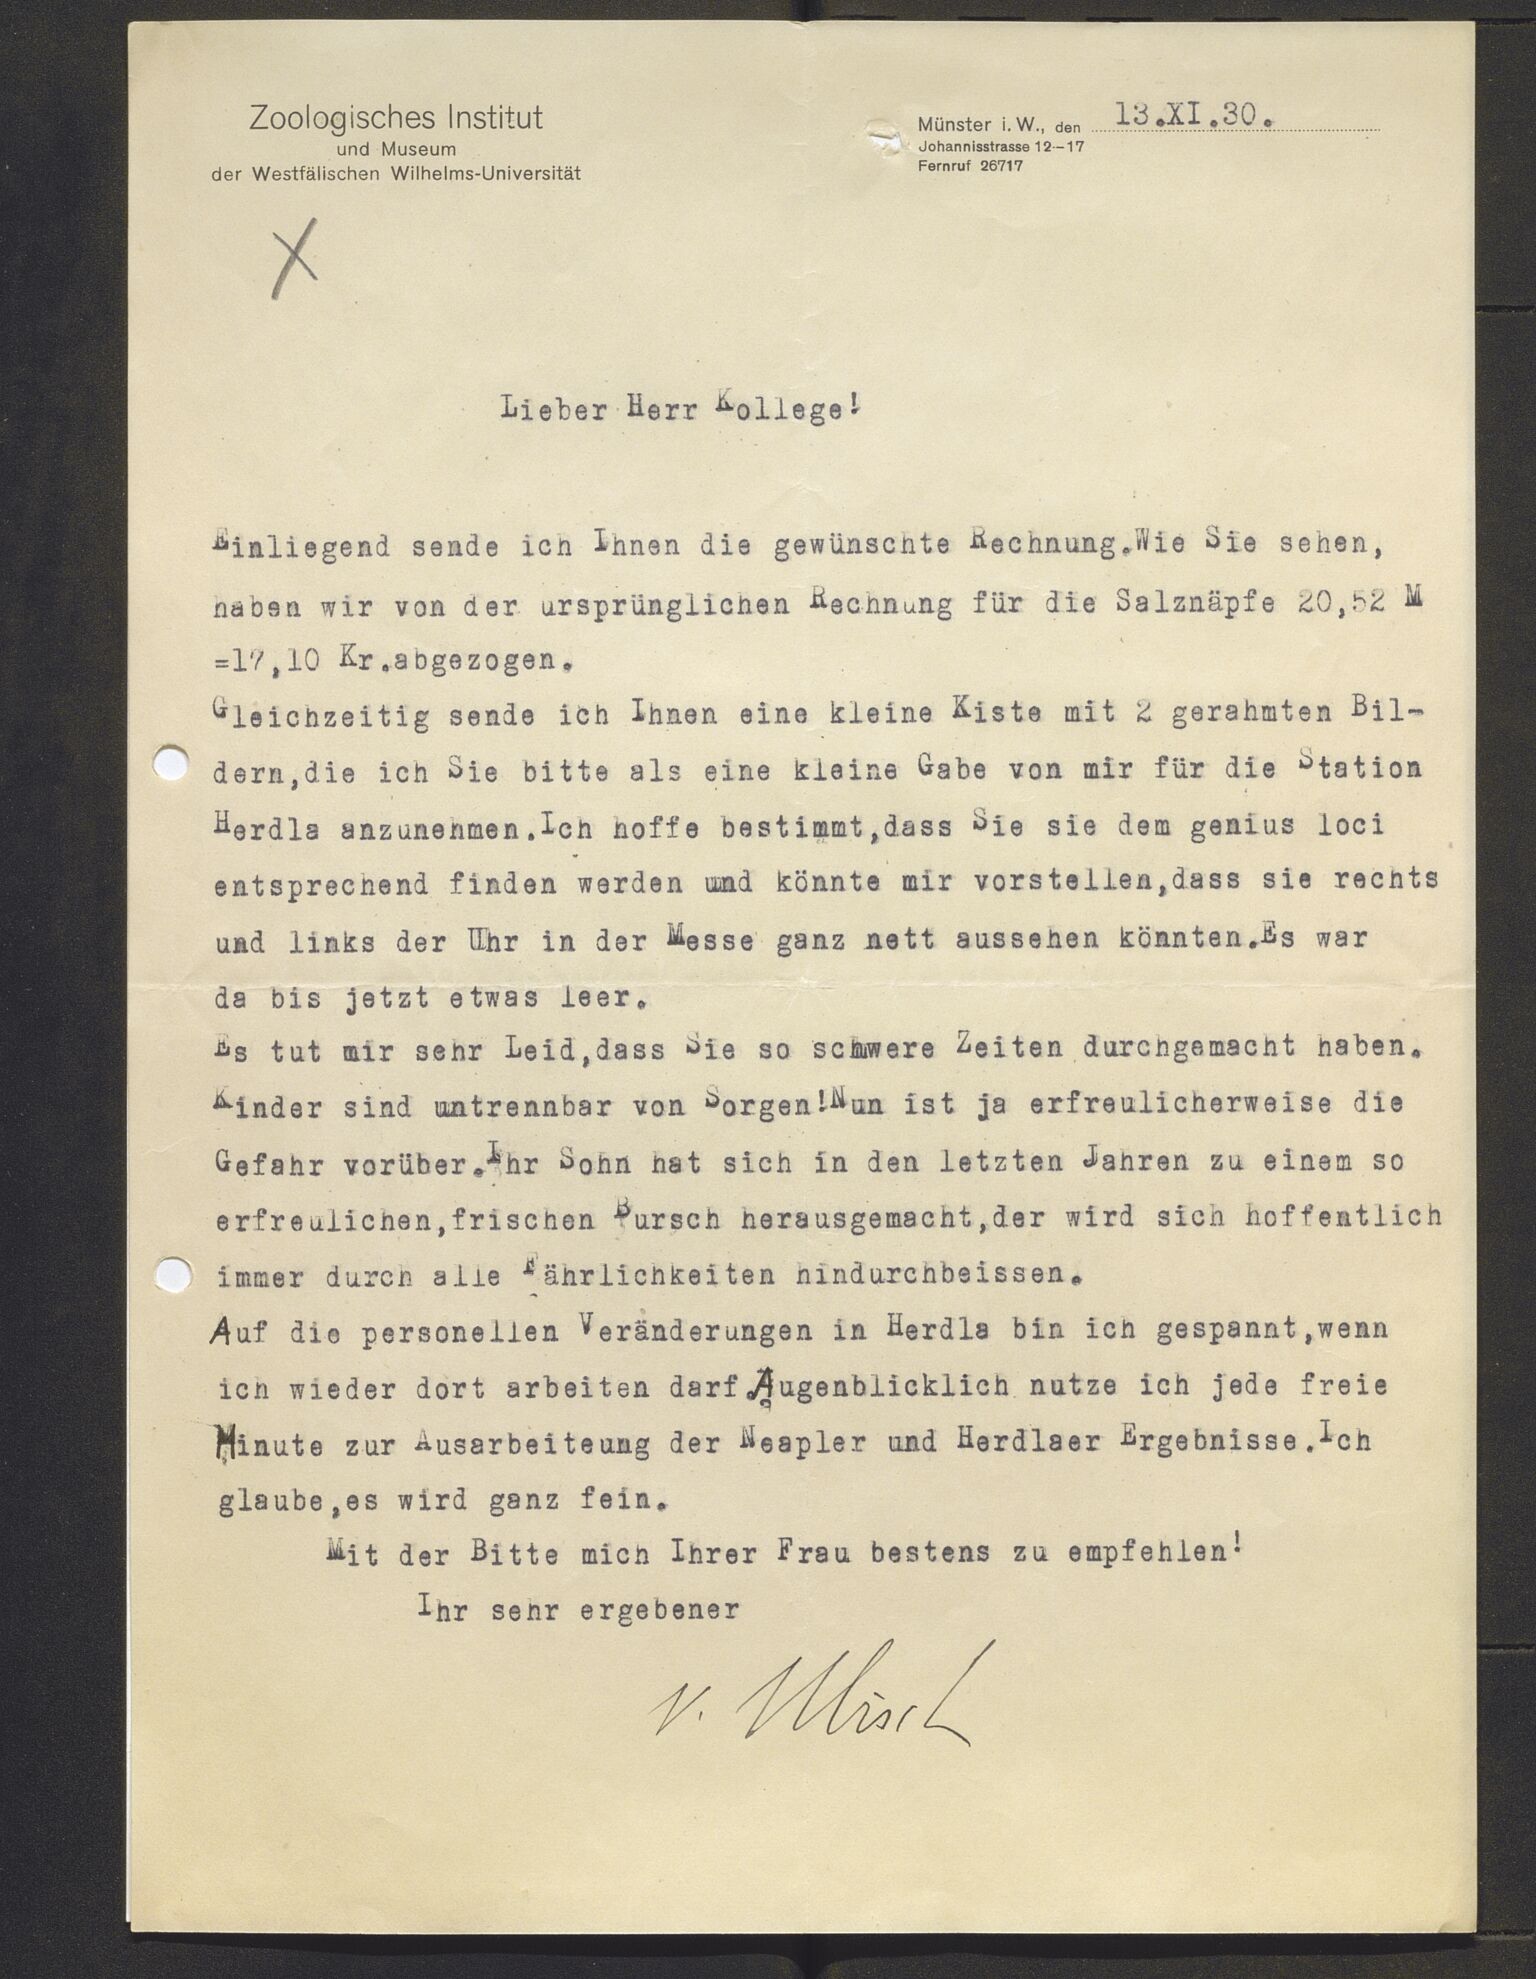 Zoologisches Institut
und Museum
der Westfälischen Wilhelms-Universität
Münster i. W., den 13.XI.30.
Johannisstrasse 12-17
Fernruf 26717
Lieber Herr Kollege!
Einliegend sende ich Ihnen die gewünschte Rechnung.Wie Sie sehen,
haben wir von der ursprünglichen Rechnung für die Salznäpfe 20,52 M
=17,10 Kr.abgezogen.
Gleichzeitig sende ich Ihnen eine kleine Kiste mit 2 gerahmten Bil-
dern,die ich Sie bitte als eine kleine Gabe von mir für die Station
Herdla anzunehmen.Ich hoffe bestimmt,dass Sie sie dem genius loci
entsprechend finden werden und könnte mir vorstellen,dass sie rechts
und links der Uhr in der Messe ganz nett aussehen könnten.Es war
da bis jetzt etwas leer.
Es tut mir sehr Leid,dass Sie so schwere Zeiten durchgemacht haben.
Kinder sind untrennbar von Sorgen!Nun ist ja erfreulicherweise die
Gefahr vorüber.Ihr Sohn hat sich in den letzten Jahren zu einem so
erfreulichen,frischen Bursch herausgemacht,der wird sich hoffentlich
immer durch alle Fährlichkeiten hindurchbeissen.
Auf die personellen Veränderungen in Herdla bin ich gespannt,wenn
ich wieder dort arbeiten darf.Augenblicklich nutze ich jede freie
Minute zur Ausarbeiteung der Neapler und Herdlaer Ergebnisse.Ich
glaube,es wird ganz fein.
Mit der Bitte mich Ihrer Frau bestens zu empfehlen!
Ihr sehr ergebener
v.